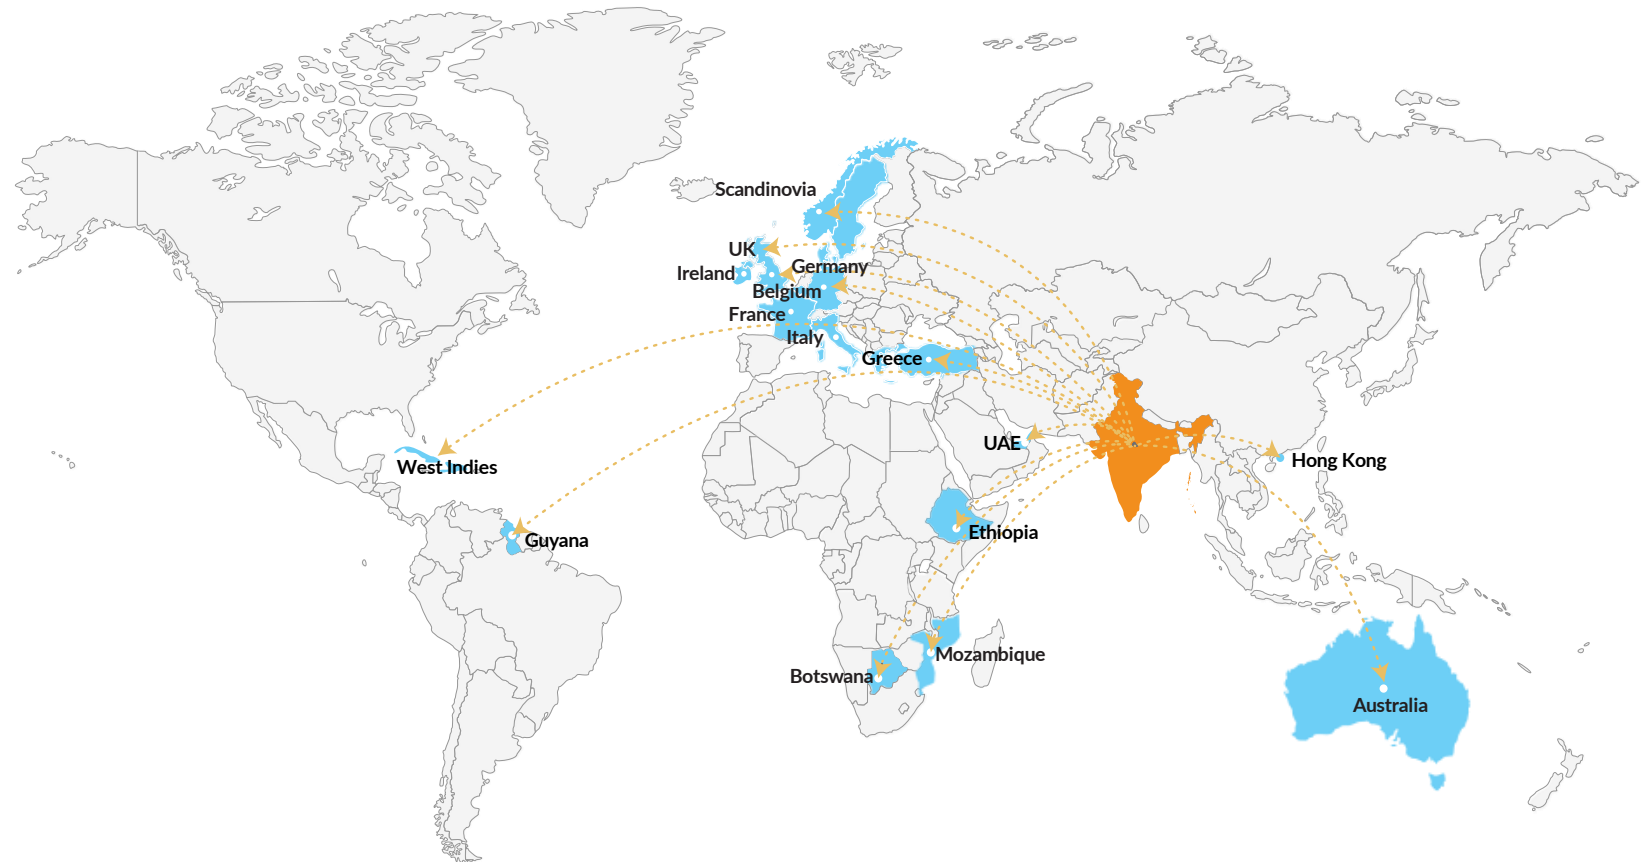 Scandinovia
UK
Germany
Ireland
Belgium
France
Italy
Greece
UAE
Hong Kong
West Indies
Ethiopia
Guyana
Mozambique
Botswana
Australia